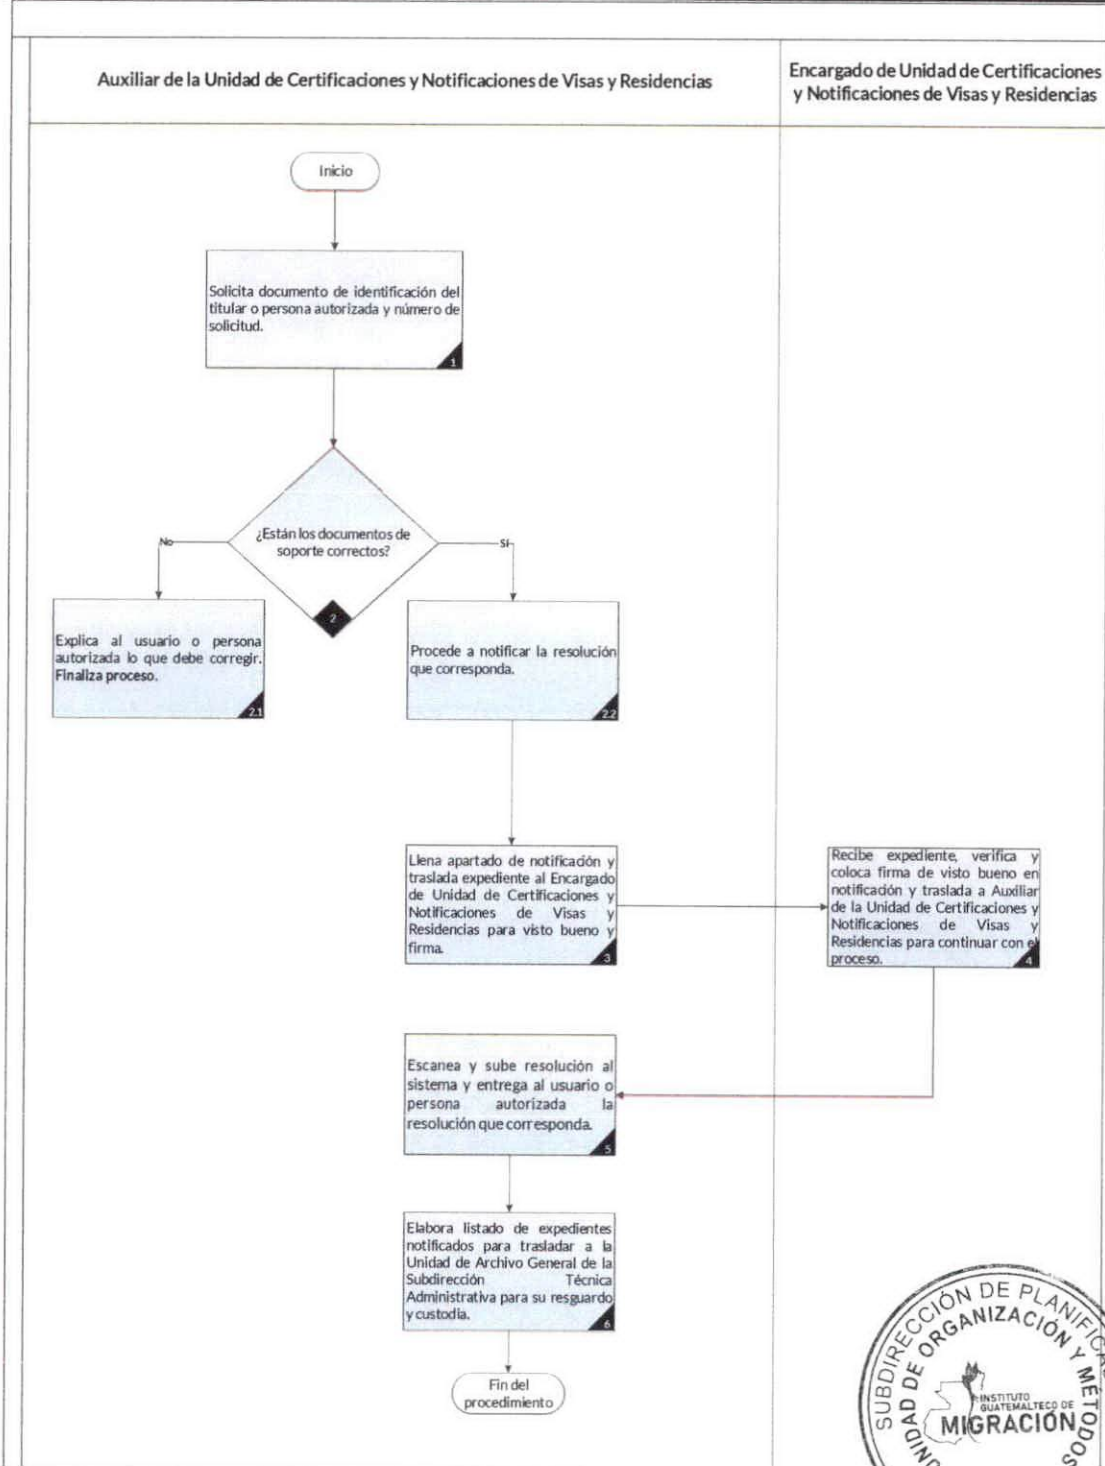 Auxiliar de la Unidad de Certificaciones y Notificaciones de Visas y Residencias
Encargado de Unidad de Certificaciones
y Notificaciones de Visas y Residencias
Inicio
Solicita documento de identificación del
titular o persona autorizada y número de
solicitud.
1
¿Están los documentos de
soporte correctos?
2
No
Sí
Explica al usuario o persona
autorizada lo que debe corregir.
Finaliza proceso.
2.1
Procede a notificar la resolución
que corresponda.
2.2
Llena apartado de notificación y
traslada expediente al Encargado
de Unidad de Certificaciones y
Notificaciones de Visas y
Residencias para visto bueno y
firma.
3
Recibe expediente, verifica y
coloca firma de visto bueno en
notificación y traslada a Auxiliar
de la Unidad de Certificaciones y
Notificaciones de Visas y
Residencias para continuar con el
proceso.
4
Escanea y sube resolución al
sistema y entrega al usuario o
persona autorizada la
resolución que corresponda.
5
Elabora listado de expedientes
notificados para trasladar a la
Unidad de Archivo General de la
Subdirección Técnica
Administrativa para su resguardo
y custodia.
6
Fin del
procedimiento
SUBDIRECCIÓN DE PLANIFICAC
UNIDAD DE ORGANIZACIÓN Y MÉTODOS
INSTITUTO
GUATEMALTECO DE
MIGRACIÓN